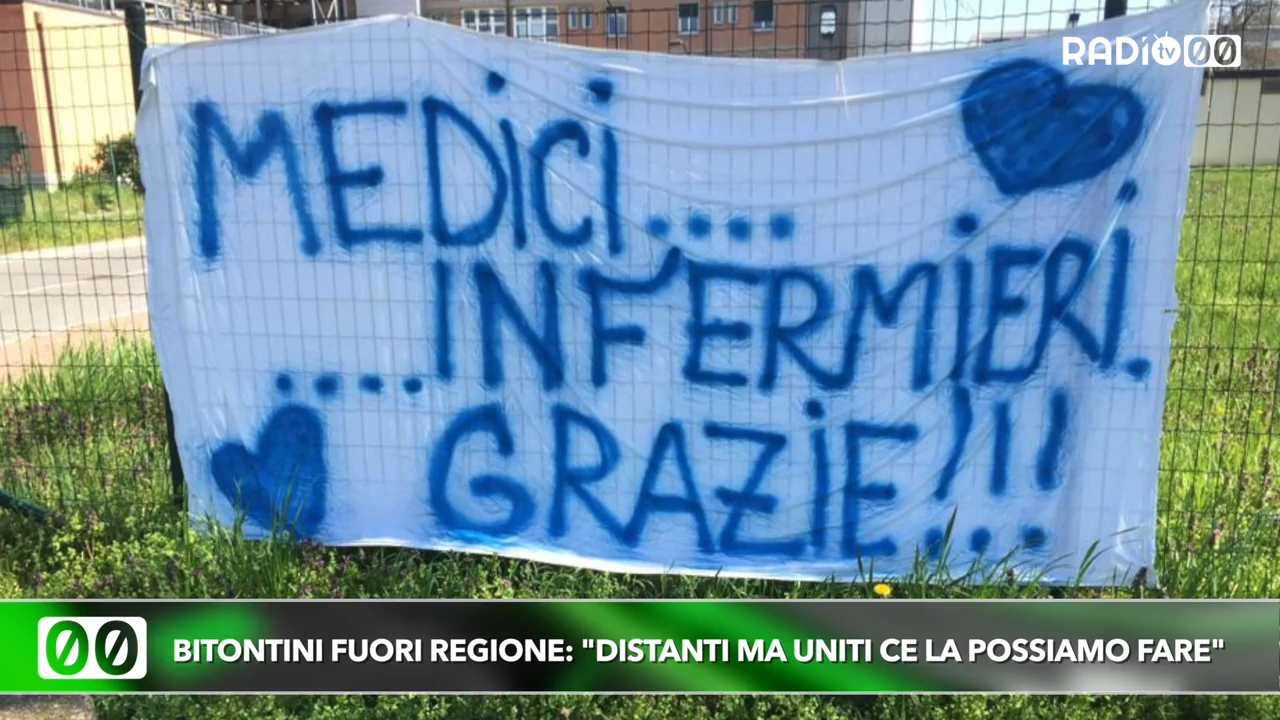 RADIO tv 00
MEDICI....
....INFERMIERI.
GRAZIE!!!
00 BITONTINI FUORI REGIONE: "DISTANTI MA UNITI CE LA POSSIAMO FARE"